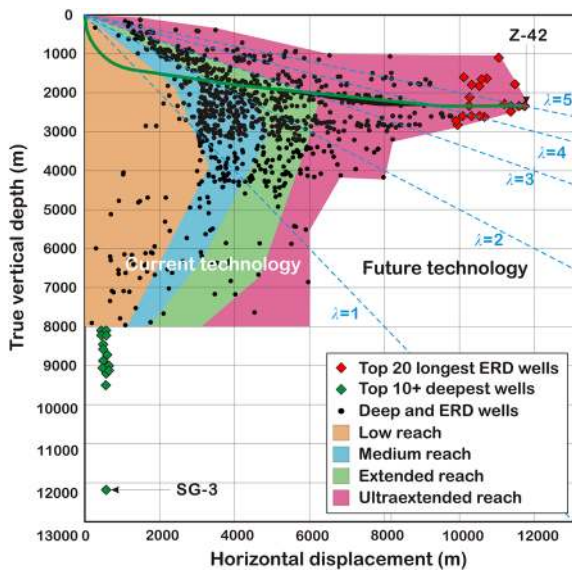 0
1000
2000
3000
4000
5000
6000
7000
8000
9000
10000
11000
12000
13000
True vertical depth (m)
0
2000
4000
6000
8000
10000
12000
Horizontal displacement (m)
Z-42
λ=5
λ=4
λ=3
λ=2
λ=1
Current technology
Future technology
SG-3
Top 20 longest ERD wells
Top 10+ deepest wells
Deep and ERD wells
Low reach
Medium reach
Extended reach
Ultraextended reach